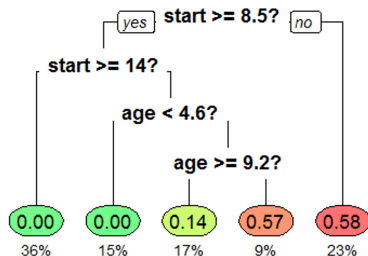 yes start >= 8.5? no
start >= 14?
age < 4.6?
age >= 9.2?
0.00 0.00 0.14 0.57 0.58
36% 15% 17% 9% 23%